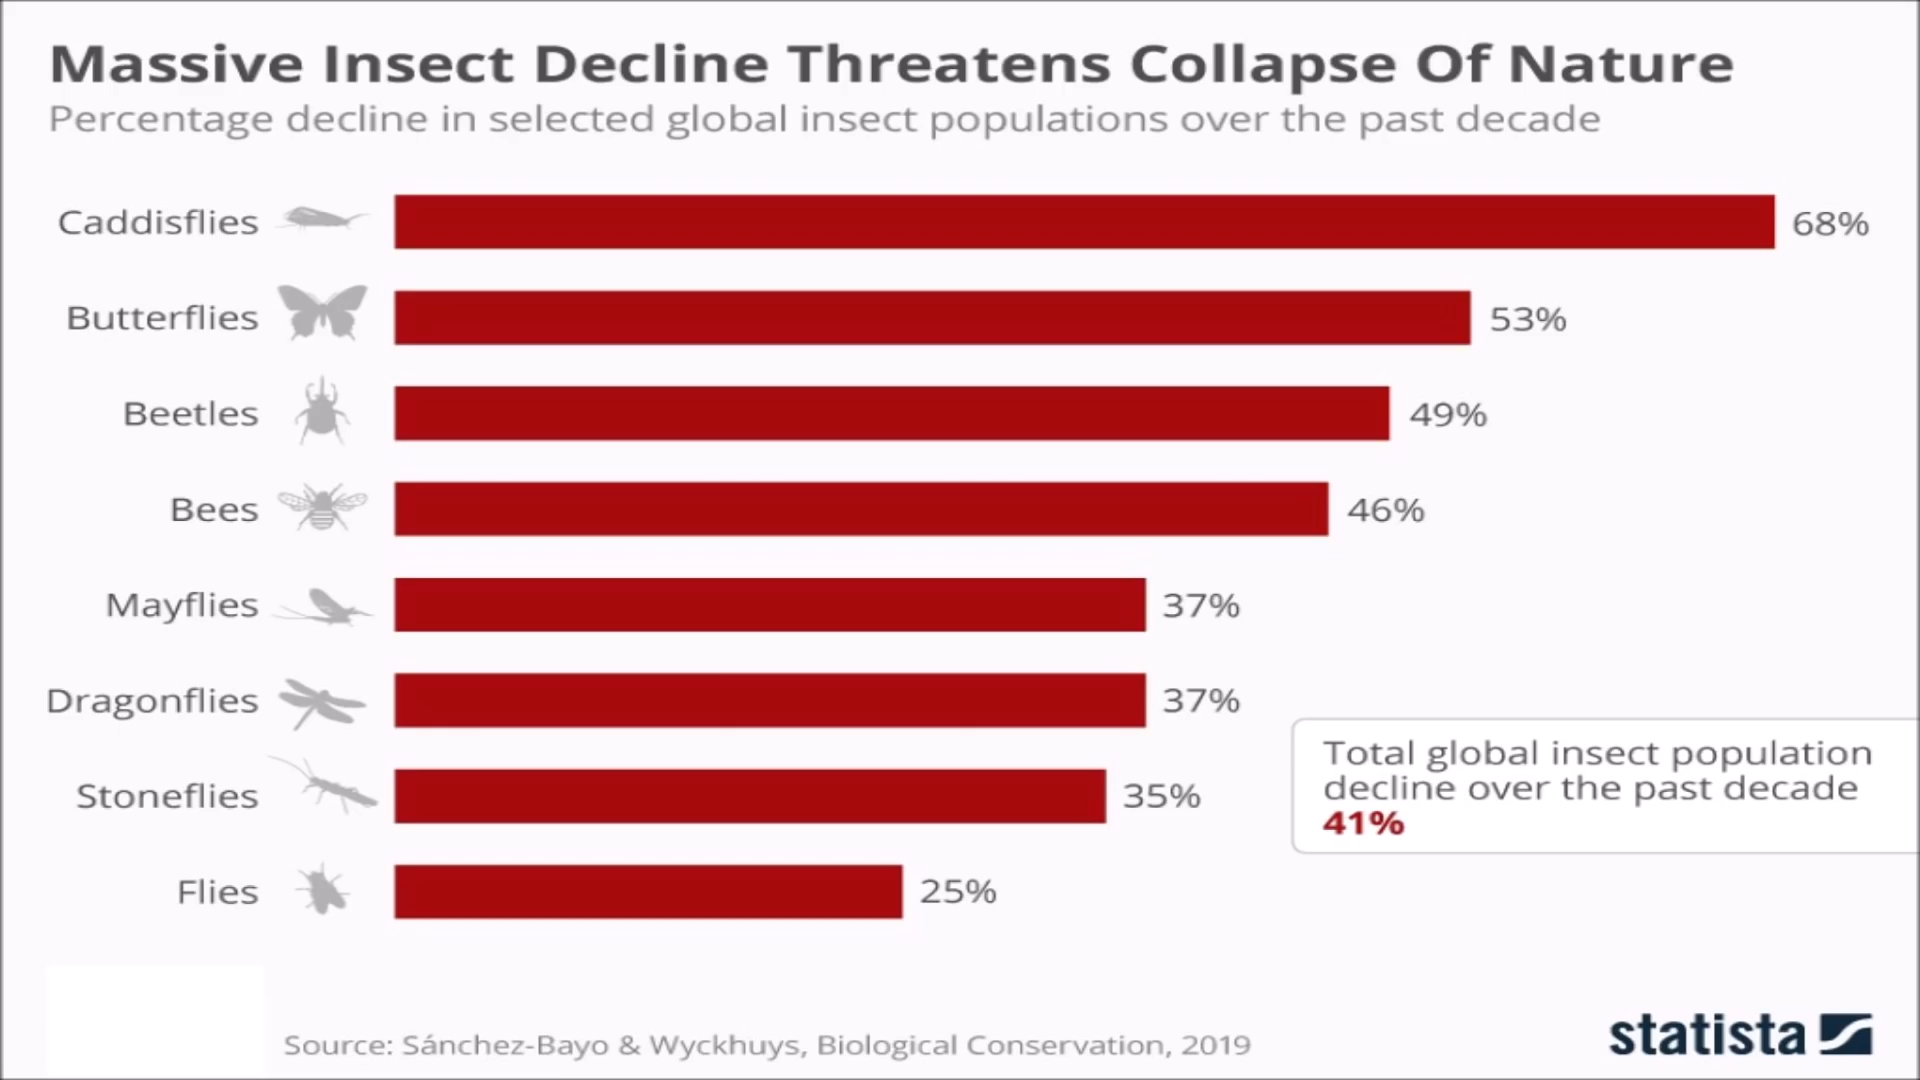 Massive Insect Decline Threatens Collapse Of Nature
Percentage decline in selected global insect populations over the past decade
Caddisflies 68%
Butterflies 53%
Beetles 49%
Bees 46%
Mayflies 37%
Dragonflies 37%
Stoneflies 35%
Flies 25%
Total global insect population
decline over the past decade
41%
Source: Sánchez-Bayo & Wyckhuys, Biological Conservation, 2019
statista